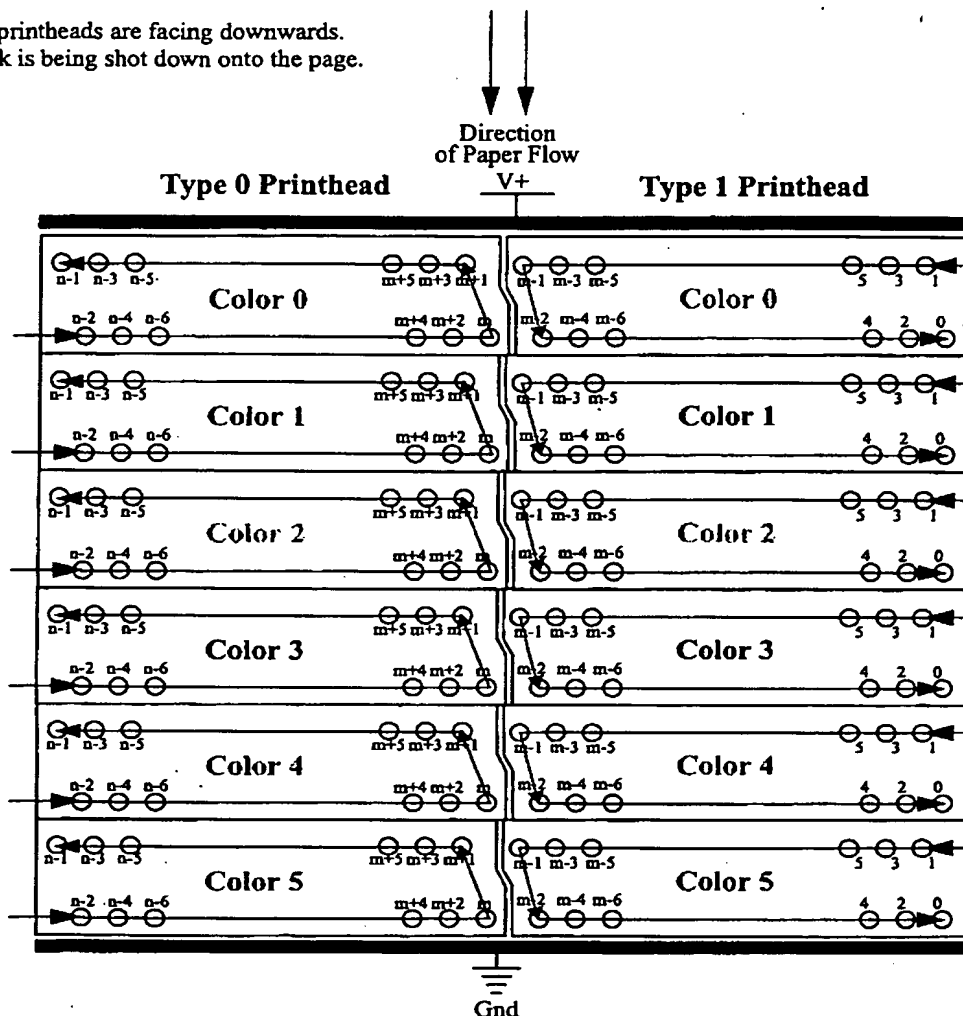 printheads are facing downwards.
k is being shot down onto the page.
Direction
of Paper Flow
Type 0 Printhead V+ Type 1 Printhead
n-1 n-3 n-5 m+5 m+3 m+1 m-1 m-3 m-5 5 3 1
Color 0 Color 0
n-2 n-4 n-6 m+4 m+2 m m-2 m-4 m-6 4 2 0
n-1 n-3 n-5 m+5 m+3 m+1 m-1 m-3 m-5 5 3 1
Color 1 Color 1
n-2 n-4 n-6 m+4 m+2 m m-2 m-4 m-6 4 2 0
n-1 n-3 n-5 m+5 m+3 m+1 m-1 m-3 m-5 5 3 1
Color 2 Color 2
n-2 n-4 n-6 m+4 m+2 m m-2 m-4 m-6 4 2 0
n-1 n-3 n-5 m+5 m+3 m+1 m-1 m-3 m-5 5 3 1
Color 3 Color 3
n-2 n-4 n-6 m+4 m+2 m m-2 m-4 m-6 4 2 0
n-1 n-3 n-5 m+5 m+3 m+1 m-1 m-3 m-5 5 3 1
Color 4 Color 4
n-2 n-4 n-6 m+4 m+2 m m-2 m-4 m-6 4 2 0
n-1 n-3 n-5 m+5 m+3 m+1 m-1 m-3 m-5 5 3 1
Color 5 Color 5
n-2 n-4 n-6 m+4 m+2 m m-2 m-4 m-6 4 2 0
Gnd